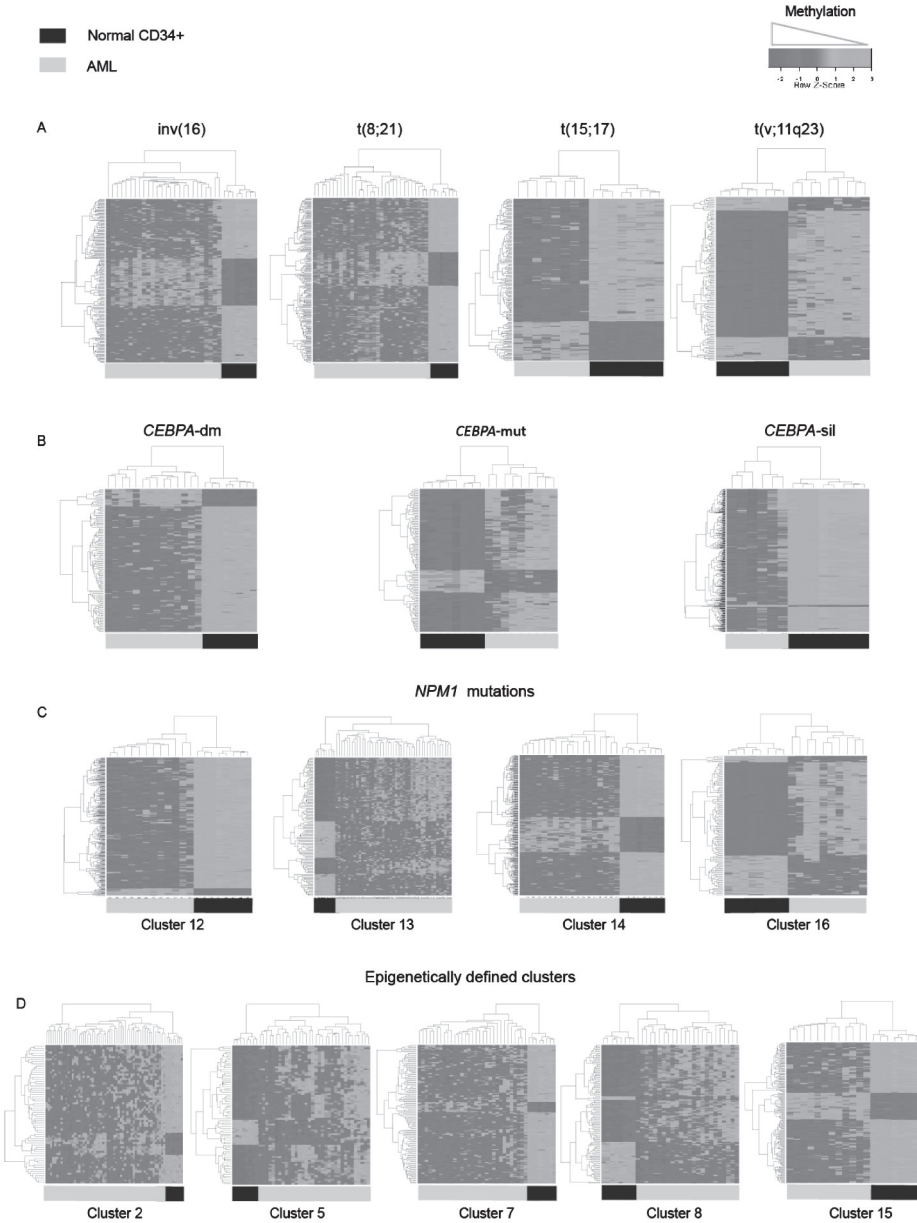 Normal CD34+
AML
Methylation
-2 -1 0 1 2 3
Row Z-Score
A
inv(16)
t(8;21)
t(15;17)
t(v;11q23)
B
CEBPA-dm
CEBPA-mut
CEBPA-sil
NPM1 mutations
C
Cluster 12
Cluster 13
Cluster 14
Cluster 16
Epigenetically defined clusters
D
Cluster 2
Cluster 5
Cluster 7
Cluster 8
Cluster 15